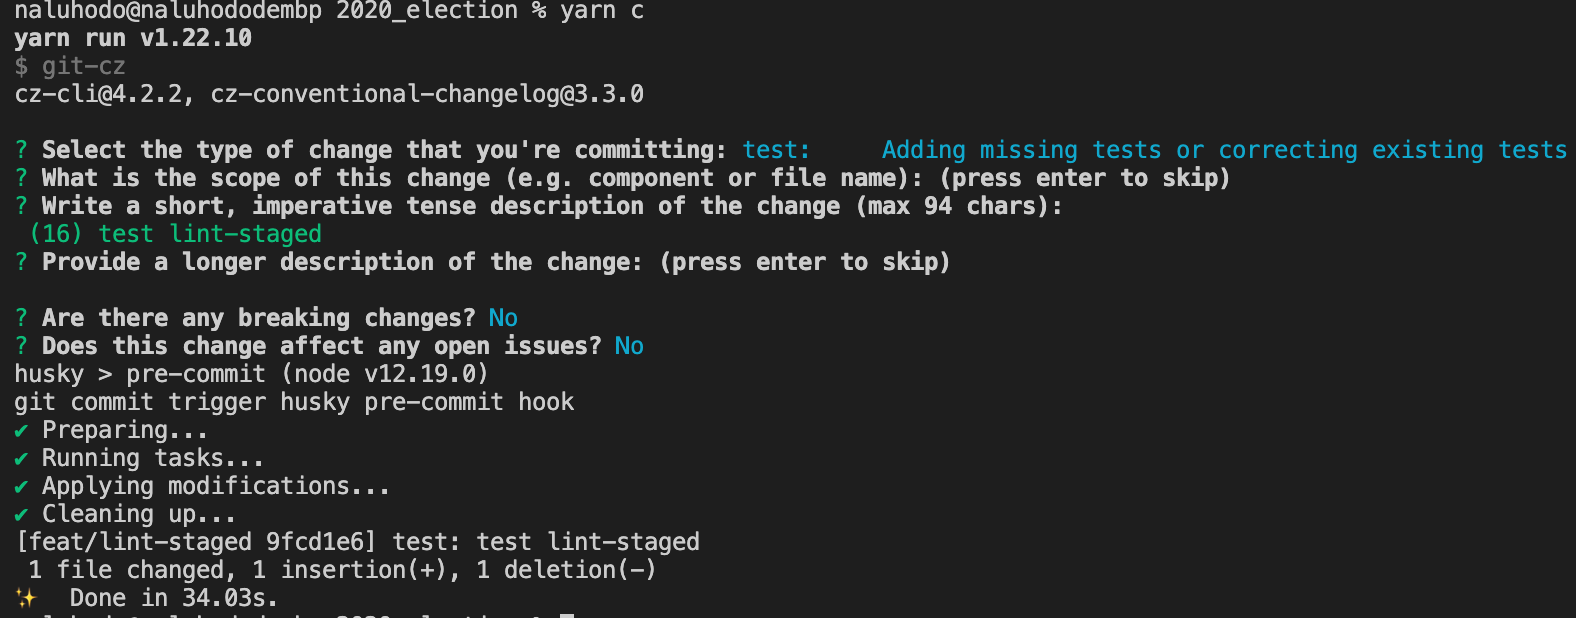 naluhodo@naluhododembp 2020_election % yarn c
yarn run v1.22.10
$ git-cz
cz-cli@4.2.2, cz-conventional-changelog@3.3.0
? Select the type of change that you're committing: test:     Adding missing tests or correcting existing tests
? What is the scope of this change (e.g. component or file name): (press enter to skip)
? Write a short, imperative tense description of the change (max 94 chars):
(16) test lint-staged
? Provide a longer description of the change: (press enter to skip)
? Are there any breaking changes? No
? Does this change affect any open issues? No
husky > pre-commit (node v12.19.0)
git commit trigger husky pre-commit hook
✔ Preparing...
✔ Running tasks...
✔ Applying modifications...
✔ Cleaning up...
[feat/lint-staged 9fcd1e6] test: test lint-staged
1 file changed, 1 insertion(+), 1 deletion(-)
✨  Done in 34.03s.